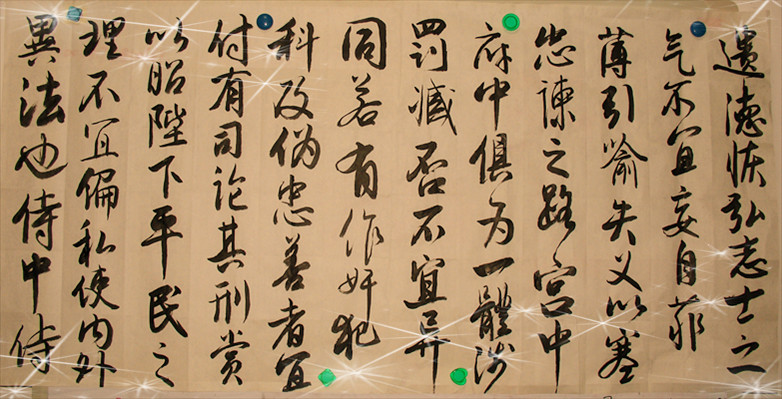 遗德恢弘志士之
气不宜妄自菲
薄引喻失义以塞
忠谏之路宫中
府中俱为一體陟
罚臧否不宜异
同若有作奸犯
科及伪忠善者宜
付有司论其刑赏
以昭陛下平民之
理不宜偏私使内外
異法也侍中侍